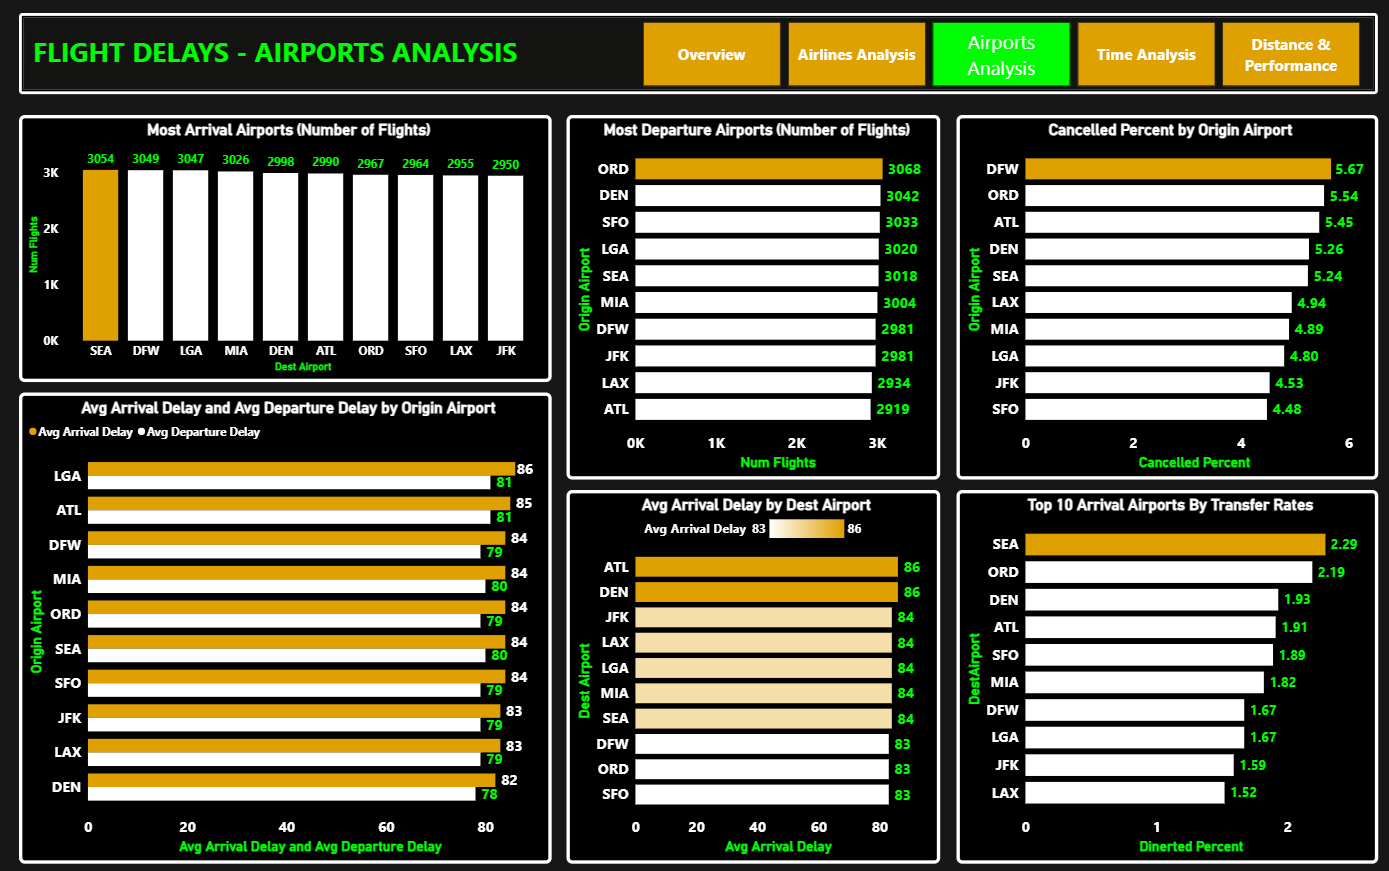 FLIGHT DELAYS - AIRPORTS ANALYSIS
Overview
Airlines Analysis
Airports
Analysis
Time Analysis
Distance &
Performance
Most Arrival Airports (Number of Flights)
3054 3049 3047 3026 2998 2990 2967 2964 2955 2950
3K
2K
1K
0K
Num Flights
SEA DFW LGA MIA DEN ATL ORD SFO LAX JFK
Dest Airport
Most Departure Airports (Number of Flights)
Origin Airport
ORD 3068
DEN 3042
SFO 3033
LGA 3020
SEA 3018
MIA 3004
DFW 2981
JFK 2981
LAX 2934
ATL 2919
0K 1K 2K 3K
Num Flights
Cancelled Percent by Origin Airport
Origin Airport
DFW 5.67
ORD 5.54
ATL 5.45
DEN 5.26
SEA 5.24
LAX 4.94
MIA 4.89
LGA 4.80
JFK 4.53
SFO 4.48
0 2 4 6
Cancelled Percent
Avg Arrival Delay and Avg Departure Delay by Origin Airport
Avg Arrival Delay Avg Departure Delay
Origin Airport
LGA 86
81
ATL 85
81
DFW 84
79
MIA 84
80
ORD 84
79
SEA 84
80
SFO 84
79
JFK 83
79
LAX 83
79
DEN 82
78
0 20 40 60 80
Avg Arrival Delay and Avg Departure Delay
Avg Arrival Delay by Dest Airport
Avg Arrival Delay 83 86
Dest Airport
ATL 86
DEN 86
JFK 84
LAX 84
LGA 84
MIA 84
SEA 84
DFW 83
ORD 83
SFO 83
0 20 40 60 80
Avg Arrival Delay
Top 10 Arrival Airports By Transfer Rates
DestAirport
SEA 2.29
ORD 2.19
DEN 1.93
ATL 1.91
SFO 1.89
MIA 1.82
DFW 1.67
LGA 1.67
JFK 1.59
LAX 1.52
0 1 2
Dinerted Percent